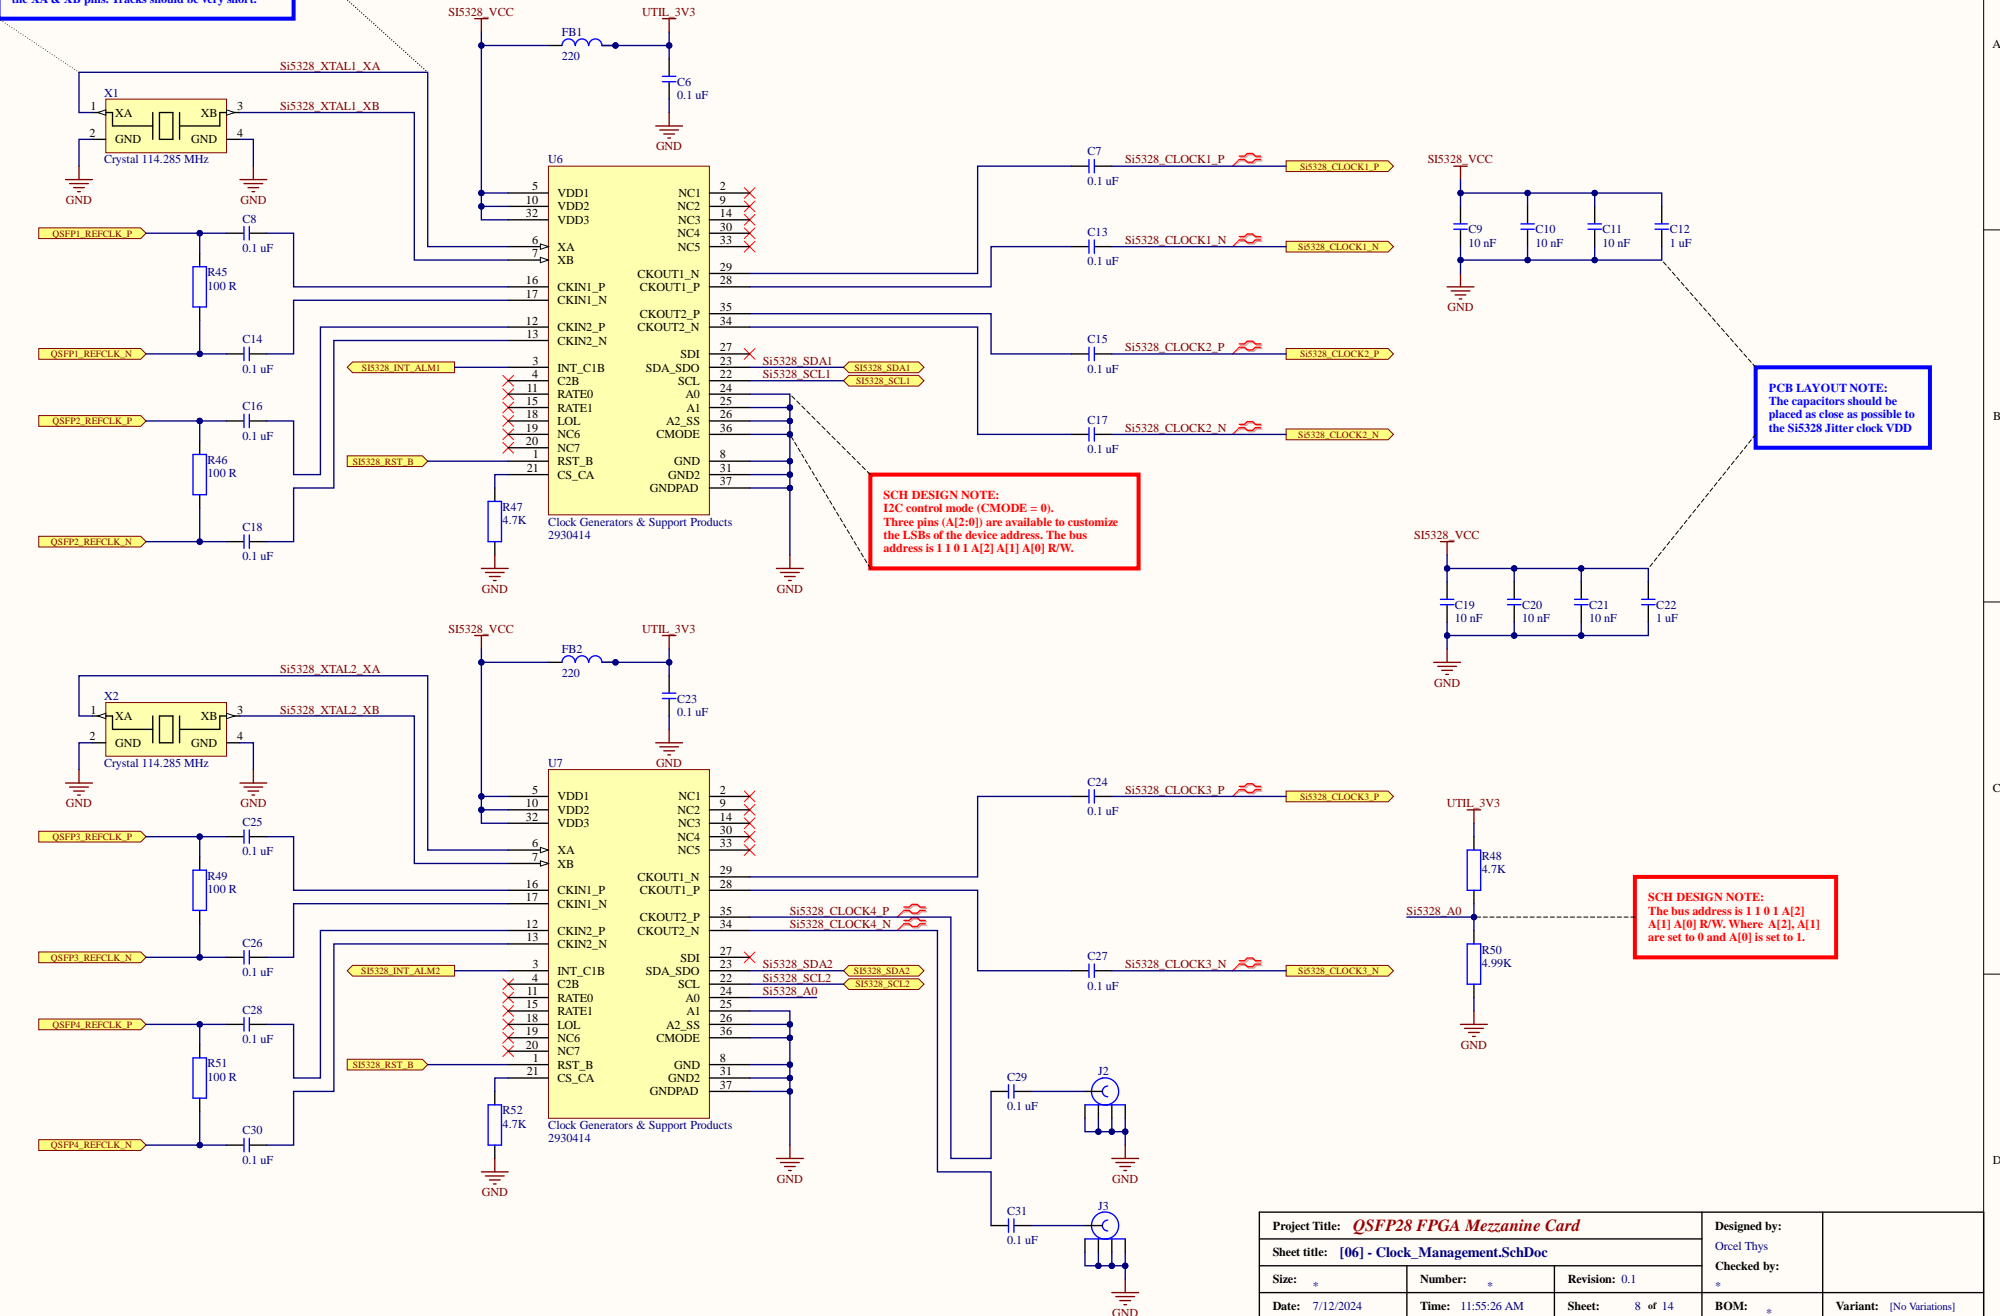 the XA & XB pins. Tracks should be very short.
SI5328_VCC
UTIL_3V3
FB1
220
C6
0.1 uF
GND
Si5328_XTAL1_XA
Si5328_XTAL1_XB
X1
1 XA XB 3
2 GND GND 4
Crystal 114.285 MHz
GND GND
U6
5 VDD1 NC1 2
10 VDD2 NC2 9
32 VDD3 NC3 14
NC4 30
6 XA NC5 33
7 XB
CKOUT1_N 29
16 CKIN1_P CKOUT1_P 28
17 CKIN1_N
CKOUT2_P 35
12 CKIN2_P CKOUT2_N 34
13 CKIN2_N
SDI 27
3 INT_C1B SDA_SDO 23
4 C2B SCL 22
11 RATE0 A0 24
15 RATE1 A1 25
18 LOL A2_SS 26
19 NC6 CMODE 36
20 NC7
1 RST_B GND 8
21 CS_CA GND2 31
GNDPAD 37
Clock Generators & Support Products
2930414
QSFP1_REFCLK_P
C8
0.1 uF
R45
100 R
QSFP1_REFCLK_N
C14
0.1 uF
QSFP2_REFCLK_P
C16
0.1 uF
R46
100 R
QSFP2_REFCLK_N
C18
0.1 uF
SI5328_INT_ALM1
SI5328_RST_B
R47
4.7K
GND
GND
Si5328_SDA1 SI5328_SDA1
Si5328_SCL1 SI5328_SCL1
C7
0.1 uF
Si5328_CLOCK1_P Si5328_CLOCK1_P
C13
0.1 uF
Si5328_CLOCK1_N Si5328_CLOCK1_N
C15
0.1 uF
Si5328_CLOCK2_P Si5328_CLOCK2_P
C17
0.1 uF
Si5328_CLOCK2_N Si5328_CLOCK2_N
SCH DESIGN NOTE:
I2C control mode (CMODE = 0).
Three pins (A[2:0]) are available to customize
the LSBs of the device address. The bus
address is 1 1 0 1 A[2] A[1] A[0] R/W.
SI5328_VCC
C9 C10 C11 C12
10 nF 10 nF 10 nF 1 uF
GND
PCB LAYOUT NOTE:
The capacitors should be
placed as close as possible to
the Si5328 Jitter clock VDD
SI5328_VCC
C19 C20 C21 C22
10 nF 10 nF 10 nF 1 uF
GND
SI5328_VCC
UTIL_3V3
FB2
220
C23
0.1 uF
GND
Si5328_XTAL2_XA
Si5328_XTAL2_XB
X2
1 XA XB 3
2 GND GND 4
Crystal 114.285 MHz
GND GND
U7
5 VDD1 NC1 2
10 VDD2 NC2 9
32 VDD3 NC3 14
NC4 30
6 XA NC5 33
7 XB
CKOUT1_N 29
16 CKIN1_P CKOUT1_P 28
17 CKIN1_N
CKOUT2_P 35
12 CKIN2_P CKOUT2_N 34
13 CKIN2_N
SDI 27
3 INT_C1B SDA_SDO 23
4 C2B SCL 22
11 RATE0 A0 24
15 RATE1 A1 25
18 LOL A2_SS 26
19 NC6 CMODE 36
20 NC7
1 RST_B GND 8
21 CS_CA GND2 31
GNDPAD 37
Clock Generators & Support Products
2930414
QSFP3_REFCLK_P
C25
0.1 uF
R49
100 R
QSFP3_REFCLK_N
C26
0.1 uF
QSFP4_REFCLK_P
C28
0.1 uF
R51
100 R
QSFP4_REFCLK_N
C30
0.1 uF
SI5328_INT_ALM2
SI5328_RST_B
R52
4.7K
GND
GND
Si5328_CLOCK4_P
Si5328_CLOCK4_N
Si5328_SDA2 SI5328_SDA2
Si5328_SCL2 SI5328_SCL2
Si5328_A0
C24
0.1 uF
Si5328_CLOCK3_P Si5328_CLOCK3_P
C27
0.1 uF
Si5328_CLOCK3_N Si5328_CLOCK3_N
C29
0.1 uF
J2
GND
C31
0.1 uF
J3
GND
UTIL_3V3
R48
4.7K
Si5328_A0
R50
4.99K
GND
SCH DESIGN NOTE:
The bus address is 1 1 0 1 A[2]
A[1] A[0] R/W. Where A[2], A[1]
are set to 0 and A[0] is set to 1.
A
B
C
D
Project Title: QSFP28 FPGA Mezzanine Card
Sheet title: [06] - Clock_Management.SchDoc
Size: * Number: * Revision: 0.1
Date: 7/12/2024 Time: 11:55:26 AM Sheet: 8 of 14
Designed by:
Orcel Thys
Checked by:
*
BOM: * Variant: [No Variations]